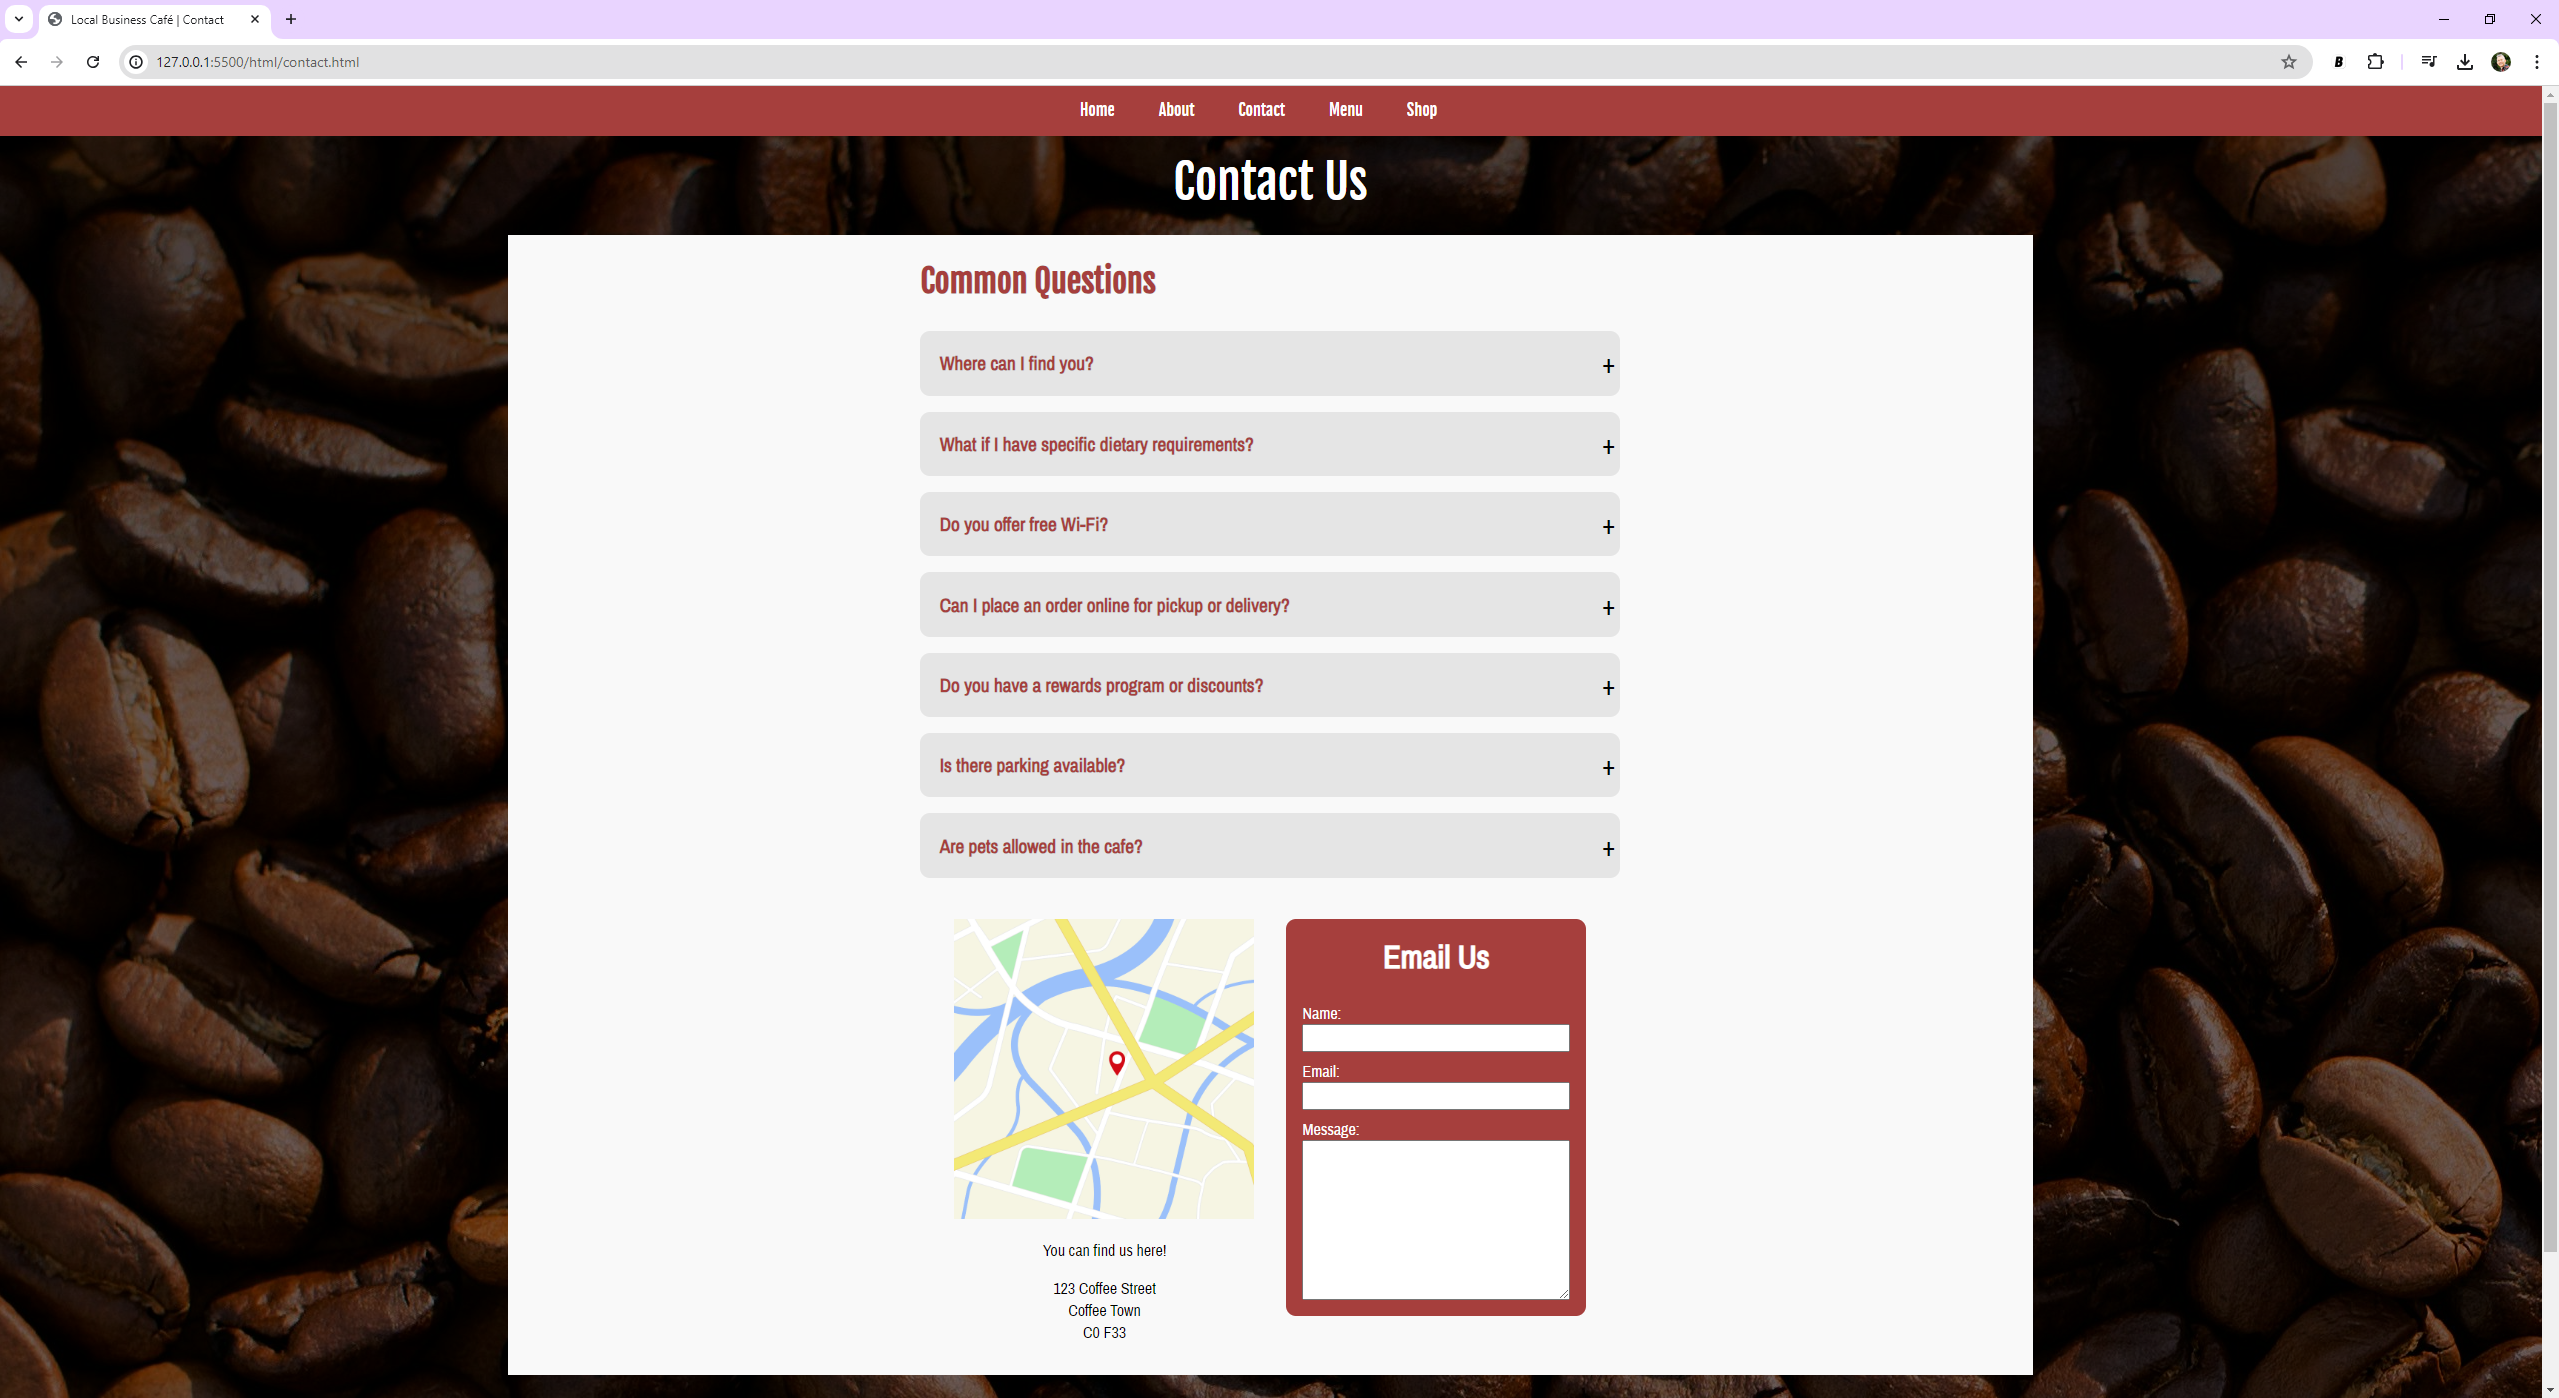 Local Business Café | Contact
127.0.0.1:5500/html/contact.html
B
Home About Contact Menu Shop
Contact Us
Common Questions
Where can I find you? +
What if I have specific dietary requirements? +
Do you offer free Wi-Fi? +
Can I place an order online for pickup or delivery? +
Do you have a rewards program or discounts? +
Is there parking available? +
Are pets allowed in the cafe? +
You can find us here!
123 Coffee Street
Coffee Town
C0 F33
Email Us
Name:
Email:
Message: